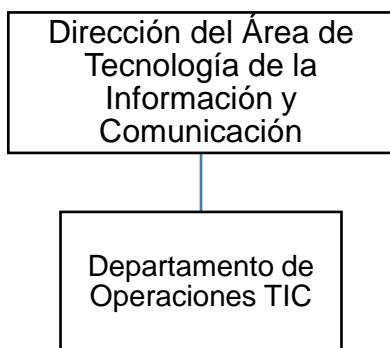 Dirección del Área de
Tecnología de la
Información y
Comunicación
Departamento de
Operaciones TIC